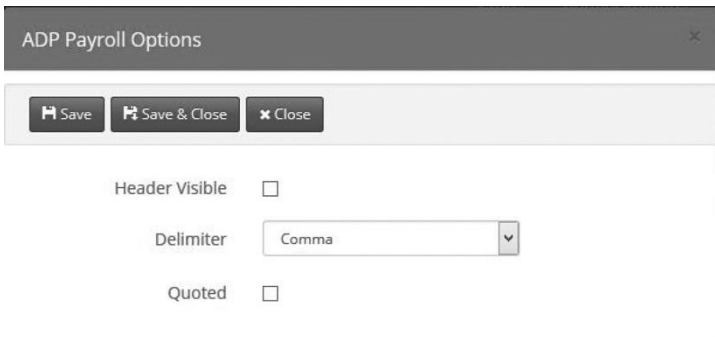 ADP Payroll Options
Save Save & Close Close
Header Visible
Delimiter Comma
Quoted